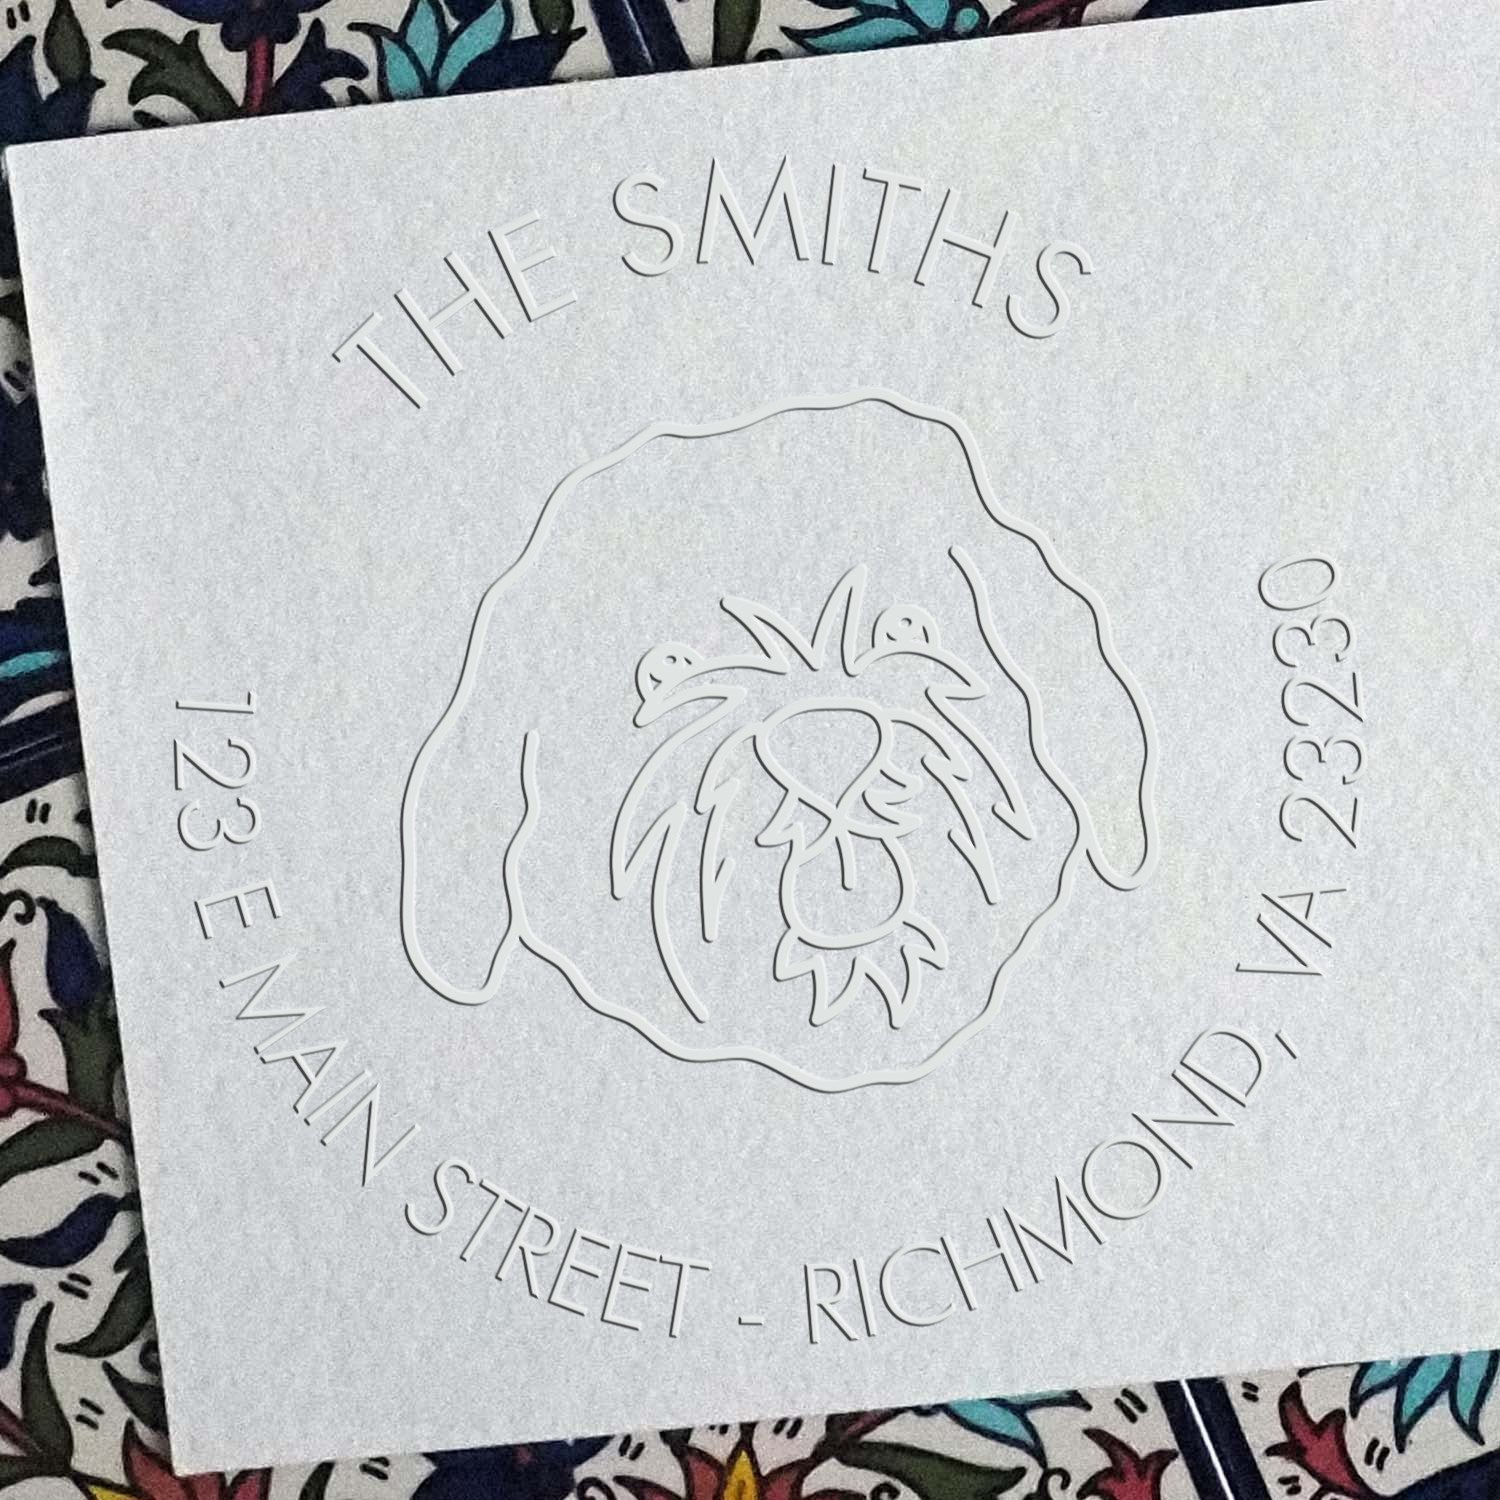 THE SMITHS
123 E MAIN STREET - RICHMOND, VA 23230